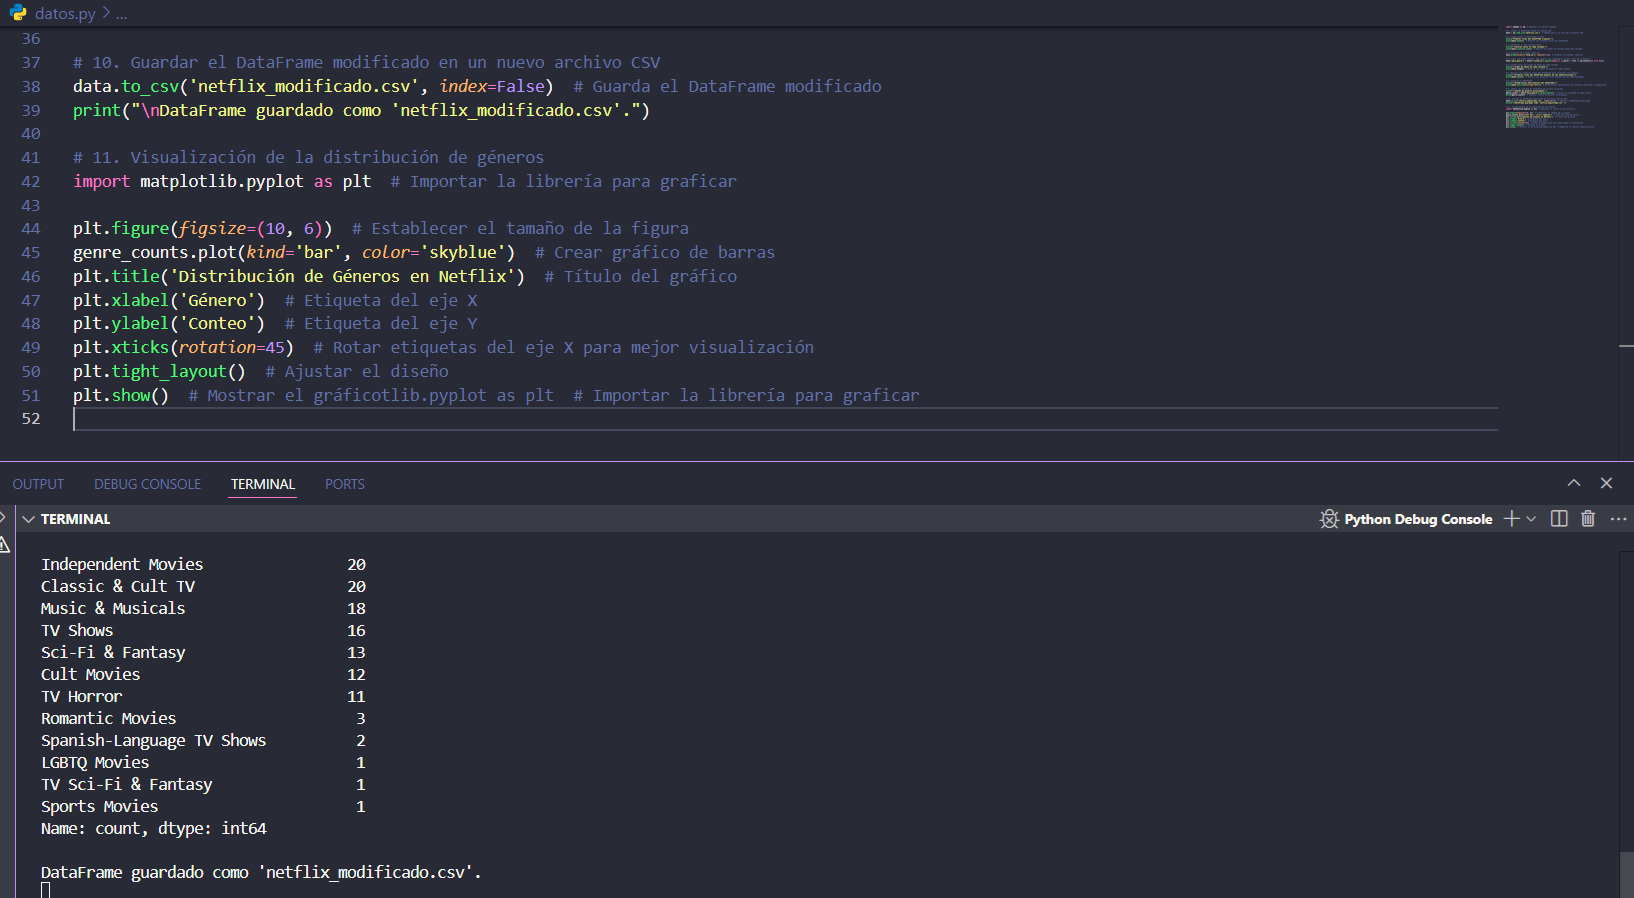 datos.py > ...
36
37 # 10. Guardar el DataFrame modificado en un nuevo archivo CSV
38 data.to_csv('netflix_modificado.csv', index=False)  # Guarda el DataFrame modificado
39 print("\nDataFrame guardado como 'netflix_modificado.csv'.")
40
41 # 11. Visualización de la distribución de géneros
42 import matplotlib.pyplot as plt  # Importar la librería para graficar
43
44 plt.figure(figsize=(10, 6))  # Establecer el tamaño de la figura
45 genre_counts.plot(kind='bar', color='skyblue')  # Crear gráfico de barras
46 plt.title('Distribución de Géneros en Netflix')  # Título del gráfico
47 plt.xlabel('Género')  # Etiqueta del eje X
48 plt.ylabel('Conteo')  # Etiqueta del eje Y
49 plt.xticks(rotation=45)  # Rotar etiquetas del eje X para mejor visualización
50 plt.tight_layout()  # Ajustar el diseño
51 plt.show()  # Mostrar el gráficotlib.pyplot as plt  # Importar la librería para graficar
52
OUTPUT DEBUG CONSOLE TERMINAL PORTS
TERMINAL Python Debug Console
Independent Movies 20
Classic & Cult TV 20
Music & Musicals 18
TV Shows 16
Sci-Fi & Fantasy 13
Cult Movies 12
TV Horror 11
Romantic Movies 3
Spanish-Language TV Shows 2
LGBTQ Movies 1
TV Sci-Fi & Fantasy 1
Sports Movies 1
Name: count, dtype: int64
DataFrame guardado como 'netflix_modificado.csv'.